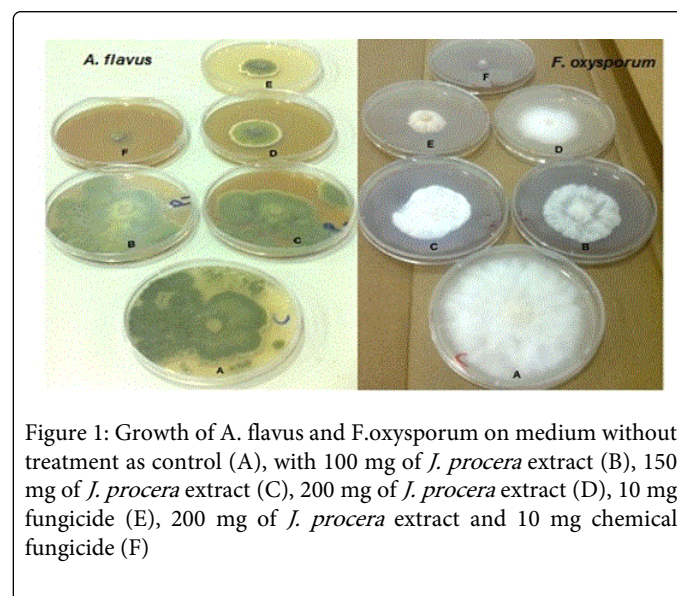 A. flavus
F. oxysporum
E
F
F
D
E
D
B
C
C
B
A
A
C
Figure 1: Growth of A. flavus and F.oxysporum on medium without
treatment as control (A), with 100 mg of J. procera extract (B), 150
mg of J. procera extract (C), 200 mg of J. procera extract (D), 10 mg
fungicide (E), 200 mg of J. procera extract and 10 mg chemical
fungicide (F)